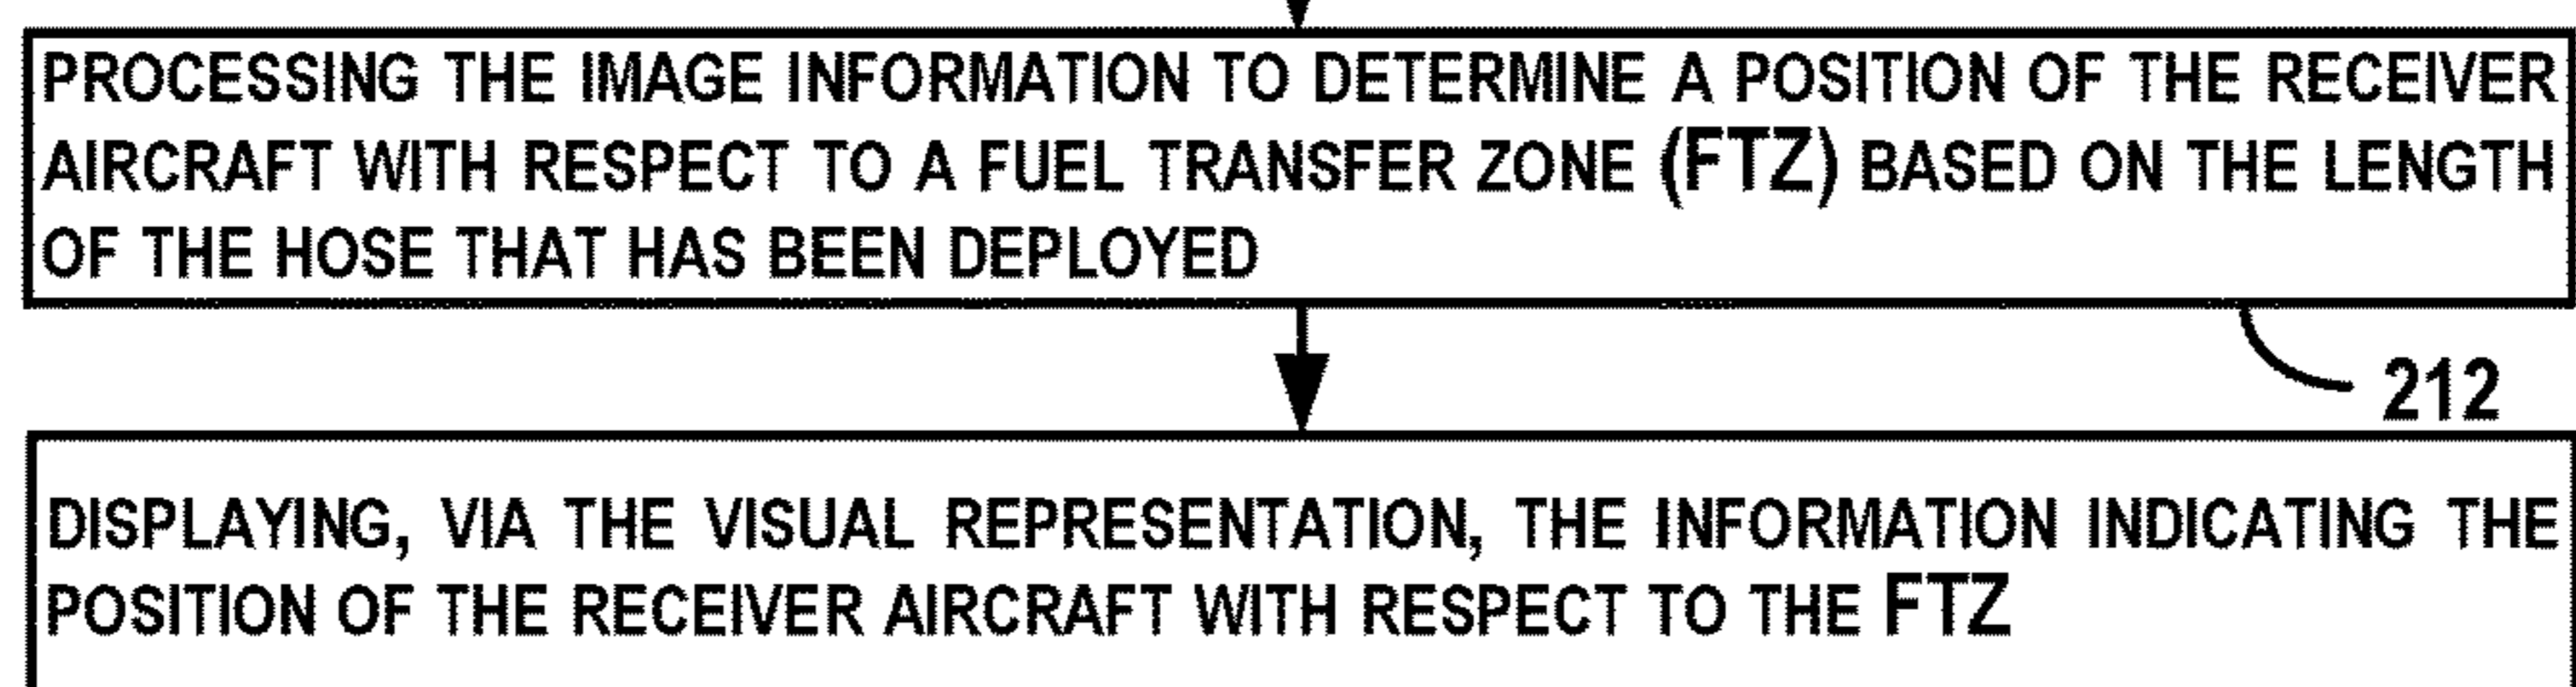 PROCESSING THE IMAGE INFORMATION TO DETERMINE A POSITION OF THE RECEIVER
AIRCRAFT WITH RESPECT TO A FUEL TRANSFER ZONE (FTZ) BASED ON THE LENGTH
OF THE HOSE THAT HAS BEEN DEPLOYED
212
DISPLAYING, VIA THE VISUAL REPRESENTATION, THE INFORMATION INDICATING THE
POSITION OF THE RECEIVER AIRCRAFT WITH RESPECT TO THE FTZ